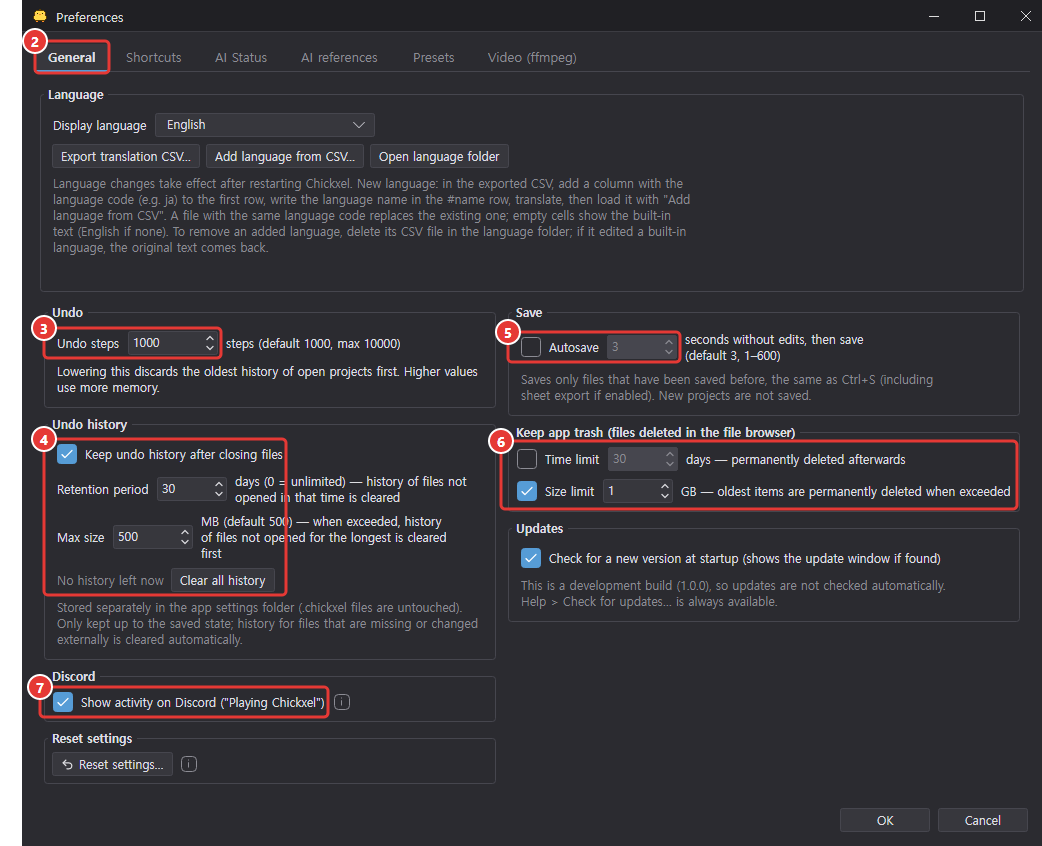 Preferences
2
General
Shortcuts
AI Status
AI references
Presets
Video (ffmpeg)
Language
Display language
English
Export translation CSV...
Add language from CSV...
Open language folder
Language changes take effect after restarting Chickxel. New language: in the exported CSV, add a column with the
language code (e.g. ja) to the first row, write the language name in the #name row, translate, then load it with "Add
language from CSV". A file with the same language code replaces the existing one; empty cells show the built-in
text (English if none). To remove an added language, delete its CSV file in the language folder; if it edited a built-in
language, the original text comes back.
Undo
3
Undo steps
1000
steps (default 1000, max 10000)
Lowering this discards the oldest history of open projects first. Higher values
use more memory.
Undo history
4
Keep undo history after closing files
Retention period
30
days (0 = unlimited) — history of files not
opened in that time is cleared
Max size
500
MB (default 500) — when exceeded, history
of files not opened for the longest is cleared
first
No history left now
Clear all history
Stored separately in the app settings folder (.chickxel files are untouched).
Only kept up to the saved state; history for files that are missing or changed
externally is cleared automatically.
Discord
7
Show activity on Discord ("Playing Chickxel")
i
Reset settings
Reset settings...
i
Save
5
Autosave
3
seconds without edits, then save
(default 3, 1–600)
Saves only files that have been saved before, the same as Ctrl+S (including
sheet export if enabled). New projects are not saved.
Keep app trash (files deleted in the file browser)
6
Time limit
30
days — permanently deleted afterwards
Size limit
1
GB — oldest items are permanently deleted when exceeded
Updates
Check for a new version at startup (shows the update window if found)
This is a development build (1.0.0), so updates are not checked automatically.
Help > Check for updates... is always available.
OK
Cancel